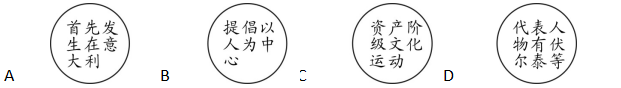 A
首先发
生在意
大利
B
提倡以
人为中
心
C
资产阶
级文化
运动
D
代表人
物有伏
尔泰等